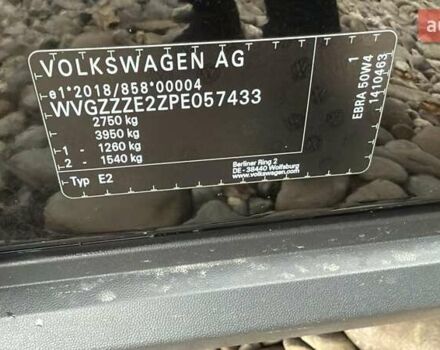 VOLKSWAGEN AG
e1*2018/858*00004
WVGZZZE2ZPE057433
2750 kg
3950 kg
1 - 1260 kg
2 - 1540 kg
Typ E2
Berliner Ring 2
DE - 38440 Wolfsburg
www.volkswagen.com
EBRA 50W4 1
1410463